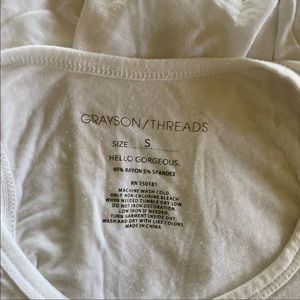 GRAYSON/THREADS
SIZE.......... S
HELLO GORGEOUS.
95% RAYON 5% SPANDEX
RN 150181
MACHINE WASH COLD.
ONLY NON-CHLORINE BLEACH
WHEN NEEDED TUMBLE DRY LOW.
DO NOT IRON DECORATION
LOW IRON IF NEEDED.
TURN GARMENT INSIDE OUT.
WASH AND DRY WITH LIKE COLORS.
MADE IN CHINA